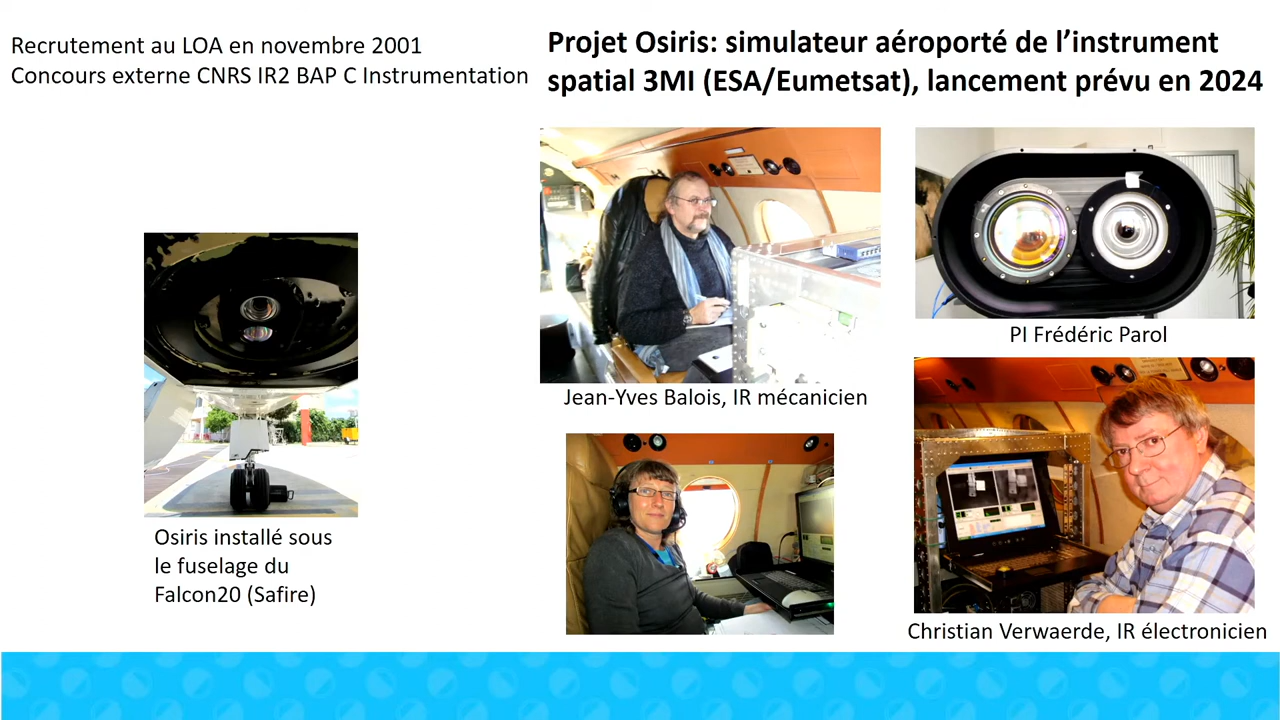 Recrutement au LOA en novembre 2001
Concours externe CNRS IR2 BAP C Instrumentation
Projet Osiris: simulateur aéroporté de l’instrument
spatial 3MI (ESA/Eumetsat), lancement prévu en 2024
PI Frédéric Parol
Jean-Yves Balois, IR mécanicien
Osiris installé sous
le fuselage du
Falcon20 (Safire)
Christian Verwaerde, IR électronicien